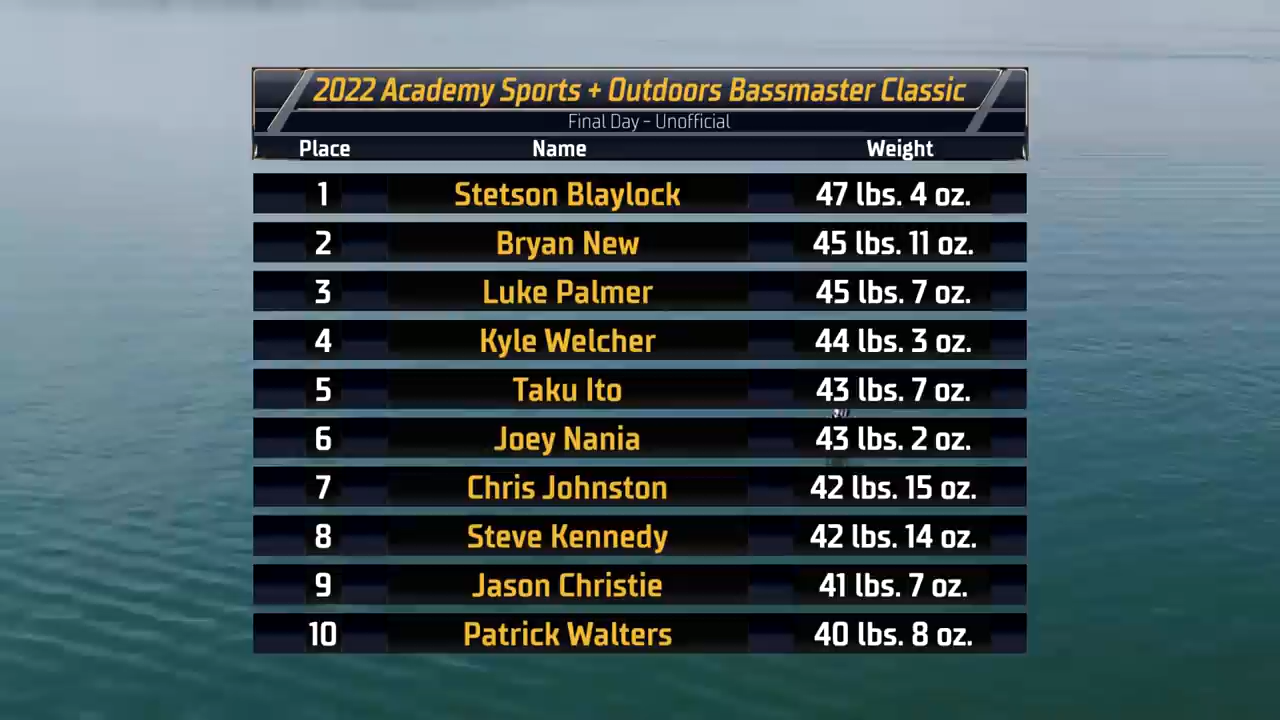 2022 Academy Sports + Outdoors Bassmaster Classic
Final Day - Unofficial
Place Name Weight
1 Stetson Blaylock 47 lbs. 4 oz.
2 Bryan New 45 lbs. 11 oz.
3 Luke Palmer 45 lbs. 7 oz.
4 Kyle Welcher 44 lbs. 3 oz.
5 Taku Ito 43 lbs. 7 oz.
6 Joey Nania 43 lbs. 2 oz.
7 Chris Johnston 42 lbs. 15 oz.
8 Steve Kennedy 42 lbs. 14 oz.
9 Jason Christie 41 lbs. 7 oz.
10 Patrick Walters 40 lbs. 8 oz.